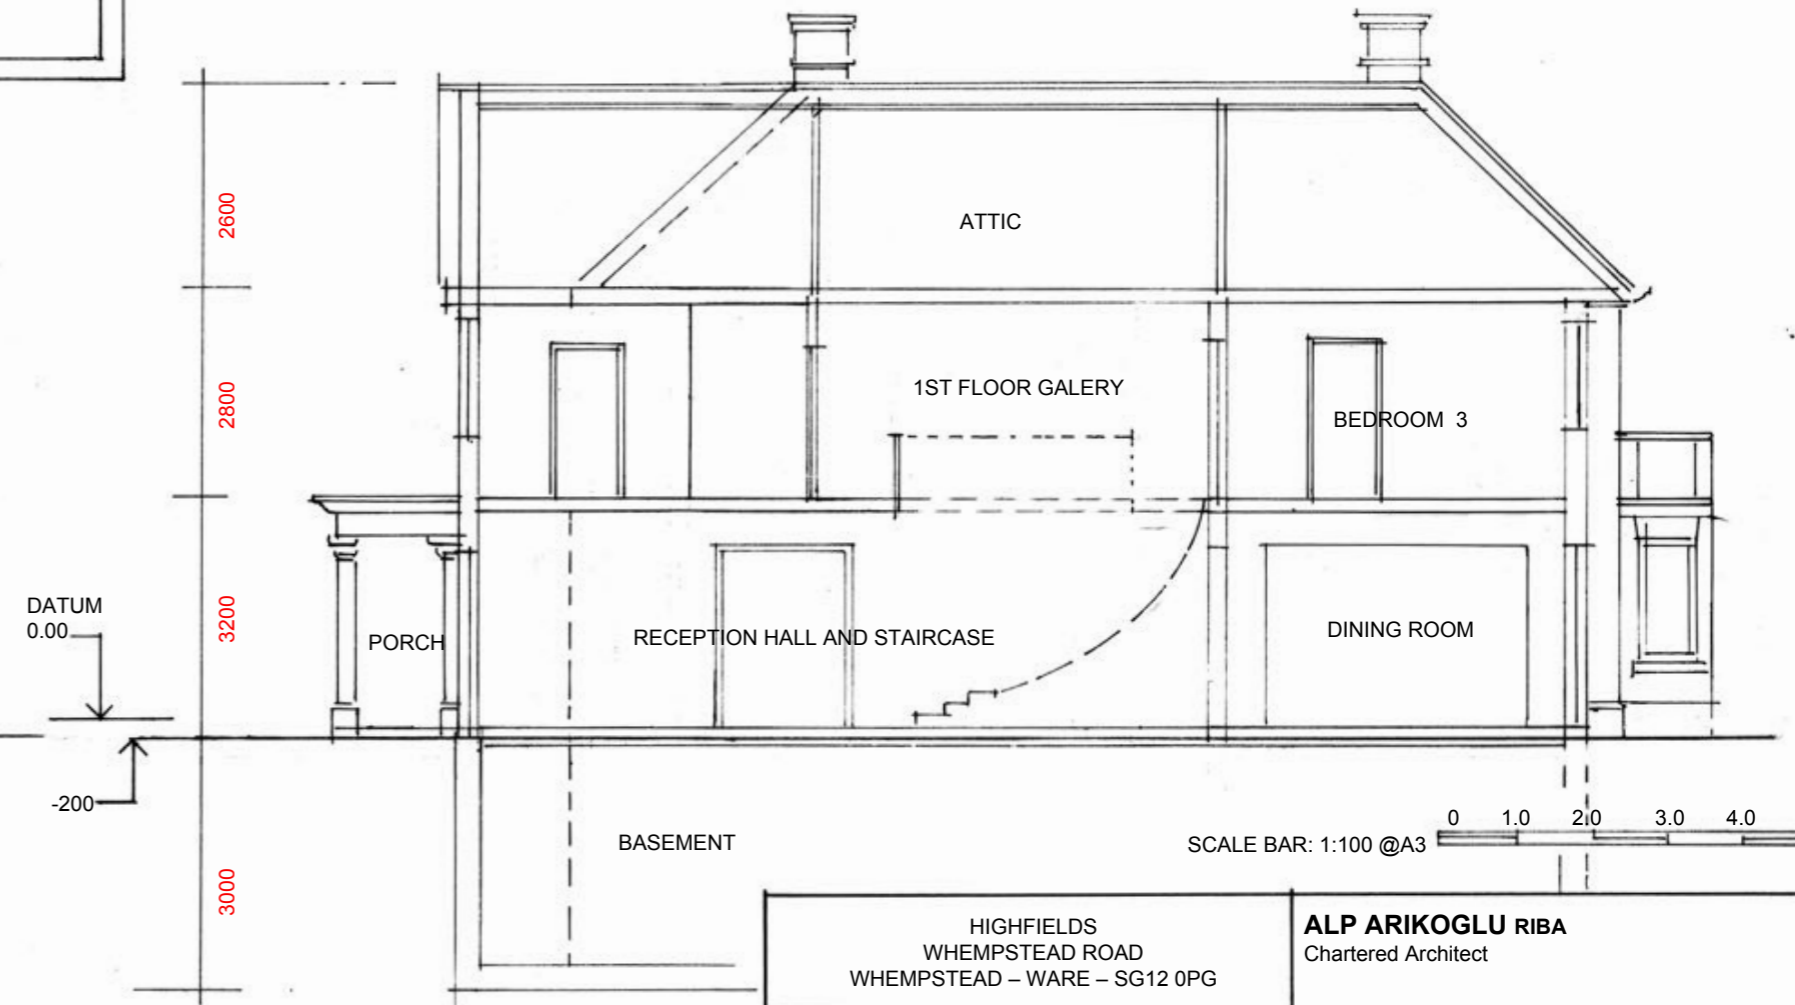 2600
ATTIC
2800
1ST FLOOR GALERY
BEDROOM 3
DATUM
0.00
3200
PORCH
RECEPTION HALL AND STAIRCASE
DINING ROOM
-200
BASEMENT
0 1.0 2.0 3.0 4.0
SCALE BAR: 1:100 @A3
3000
HIGHFIELDS
WHEMPSTEAD ROAD
WHEMPSTEAD – WARE – SG12 0PG
ALP ARIKOGLU RIBA
Chartered Architect